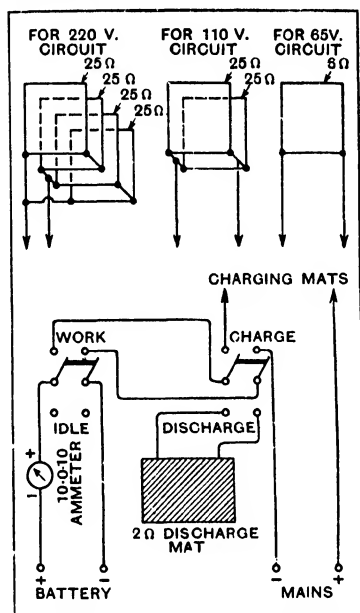 FOR 220 V.
CIRCUIT
25Ω
25Ω
25Ω
25Ω
FOR 110 V.
CIRCUIT
25Ω
25Ω
FOR 65V.
CIRCUIT
6Ω
CHARGING MATS
WORK
CHARGE
IDLE
DISCHARGE
+
10-0-10
AMMETER
−
2Ω DISCHARGE
MAT
+
BATTERY
−
−
MAINS
+